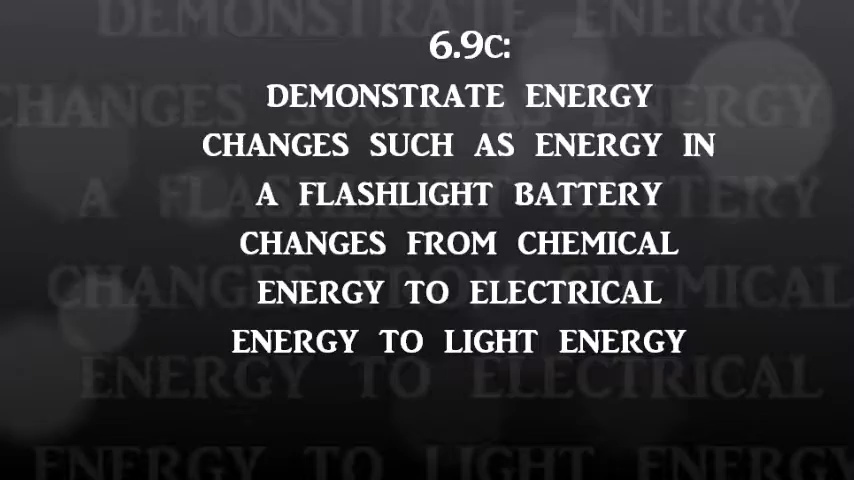 6.9C:
DEMONSTRATE ENERGY
CHANGES SUCH AS ENERGY IN
A FLASHLIGHT BATTERY
CHANGES FROM CHEMICAL
ENERGY TO ELECTRICAL
ENERGY TO LIGHT ENERGY